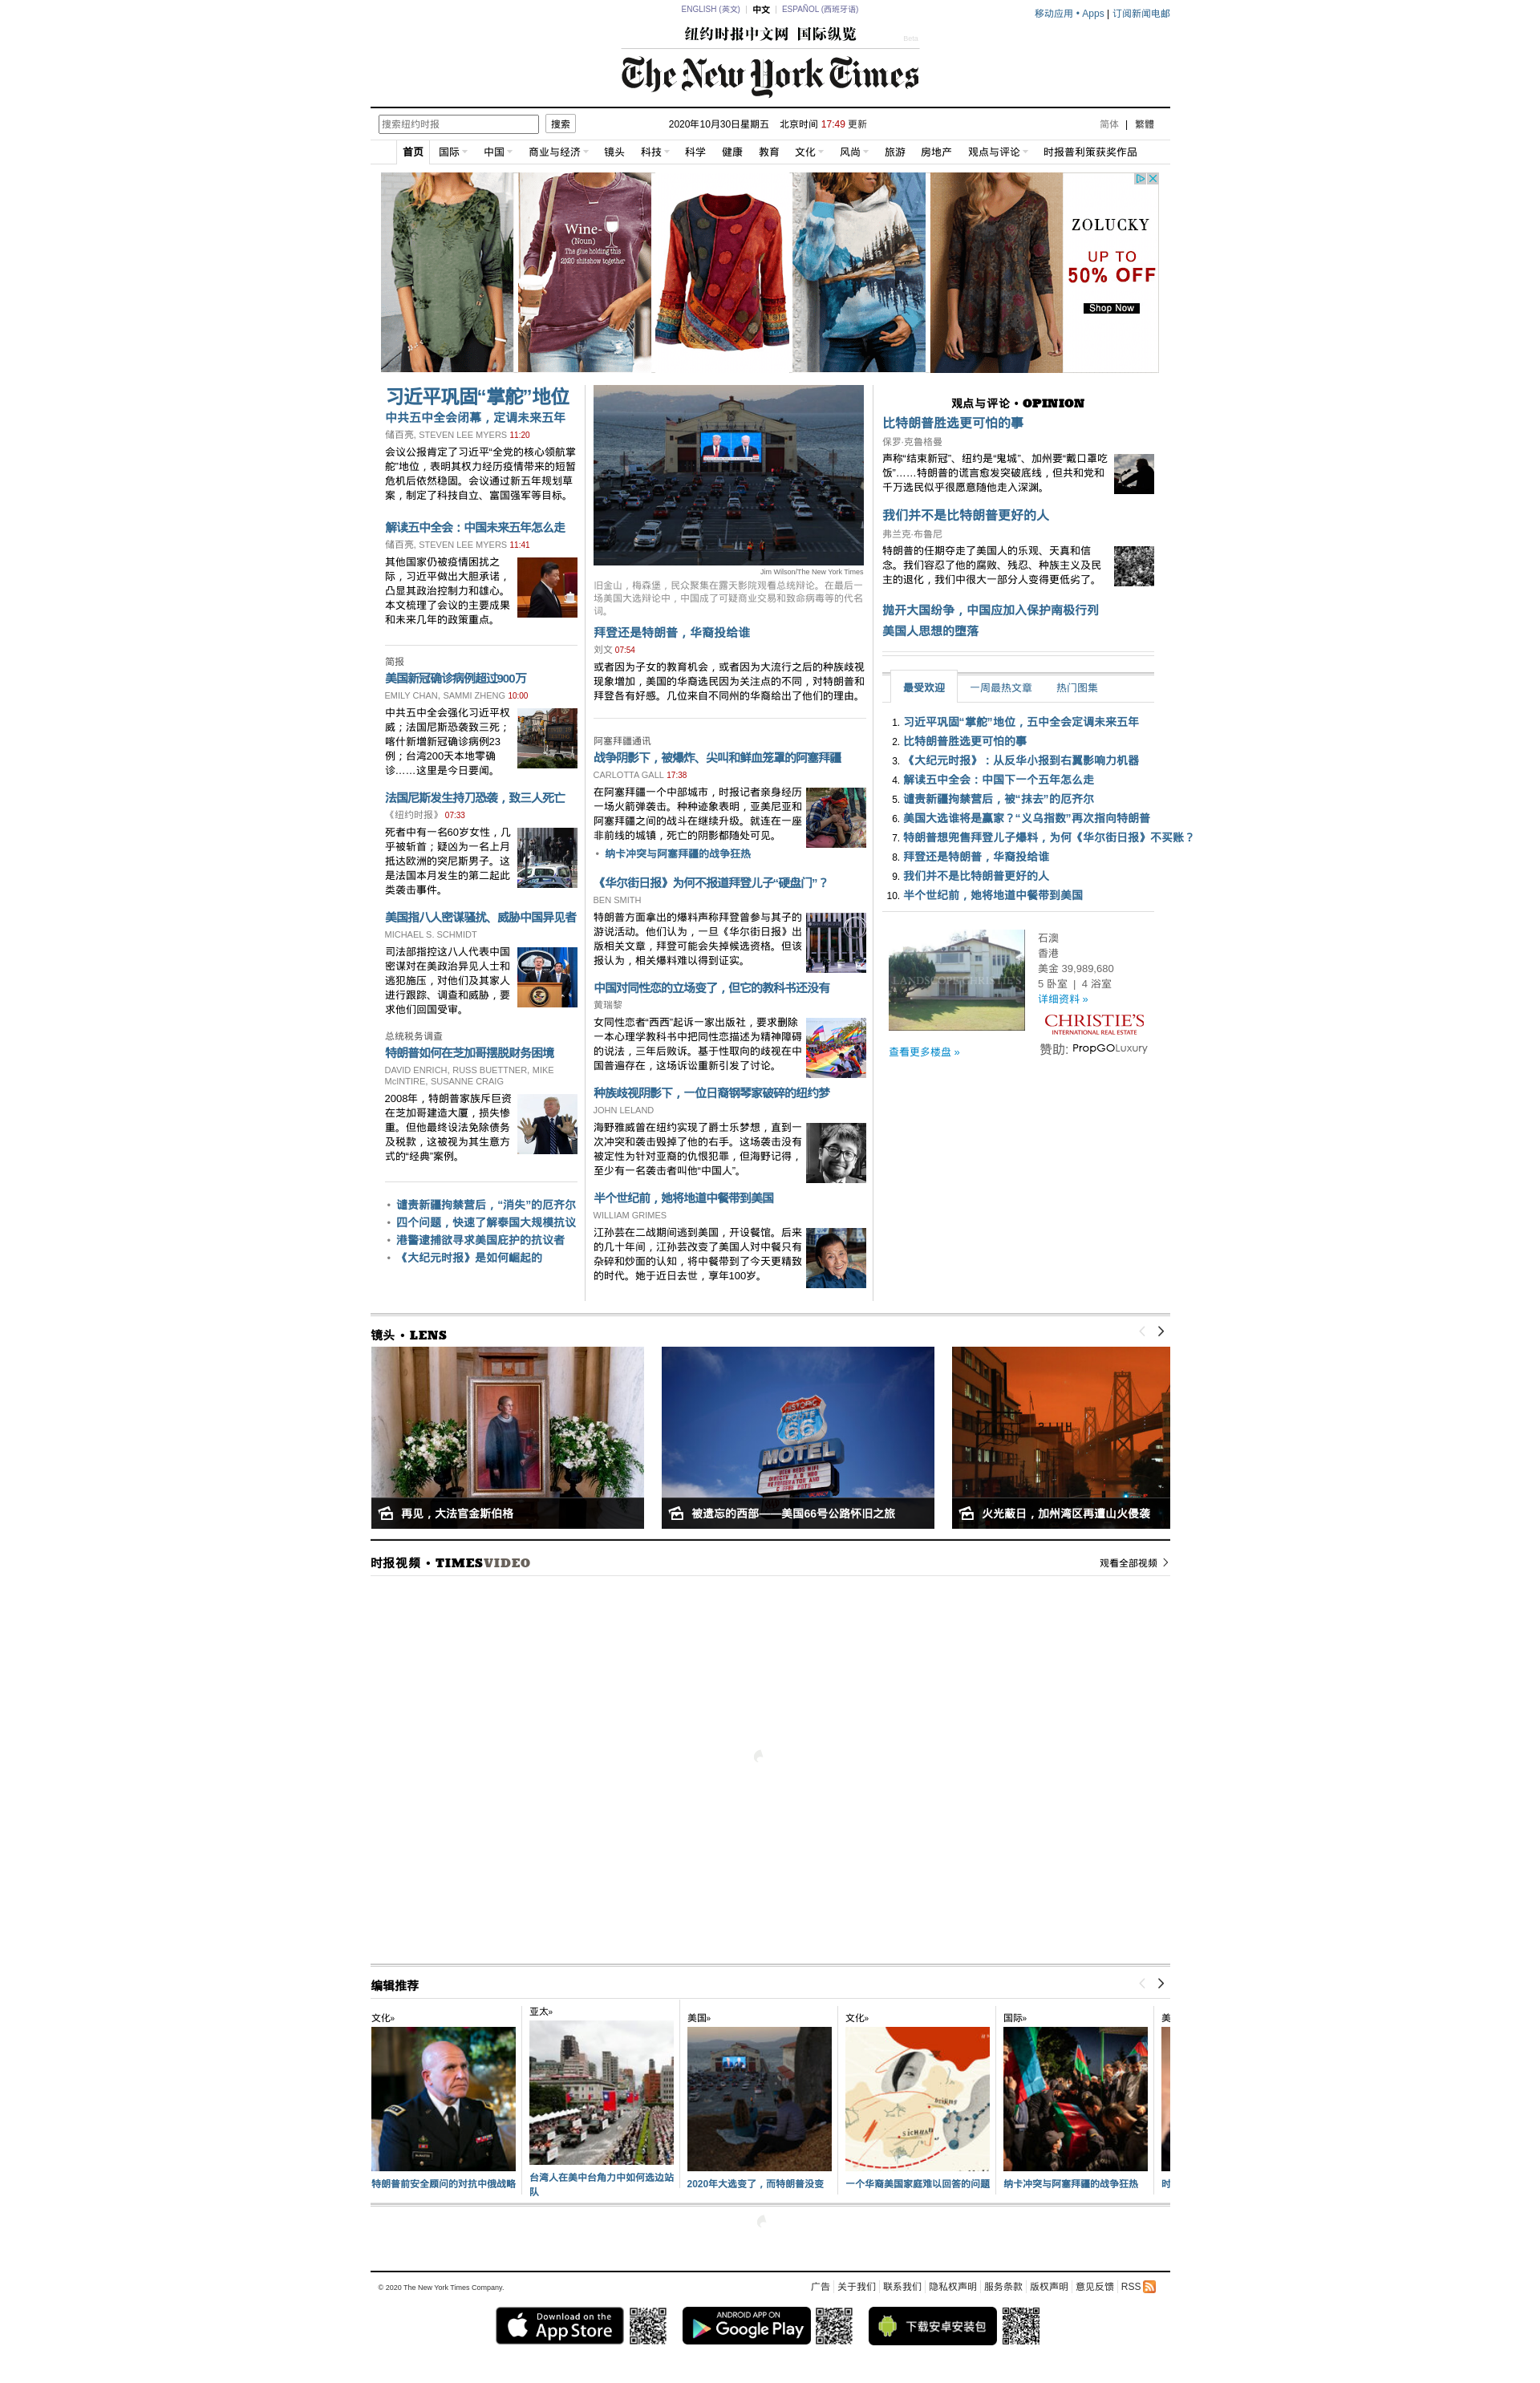 ENGLISH (英文) | 中文 | ESPAÑOL (西班牙语)
移动应用 • Apps | 订阅新闻电邮
纽约时报中文网 国际纵览
Beta
The New York Times
搜索纽约时报
搜索
2020年10月30日星期五 北京时间 17:49 更新
简体 | 繁體
首页 国际 中国 商业与经济 镜头 科技 科学 健康 教育 文化 风尚 旅游 房地产 观点与评论 时报普利策获奖作品
Wine-
(Noun)
The glue holding this
2020 shitshow together
ZOLUCKY
UP TO
50% OFF
Shop Now
习近平巩固“掌舵”地位
中共五中全会闭幕，定调未来五年
储百亮, STEVEN LEE MYERS 11:20
会议公报肯定了习近平“全党的核心领航掌
舵”地位，表明其权力经历疫情带来的短暂
危机后依然稳固。会议通过新五年规划草
案，制定了科技自立、富国强军等目标。
解读五中全会：中国未来五年怎么走
储百亮, STEVEN LEE MYERS 11:41
其他国家仍被疫情困扰之
际，习近平做出大胆承诺，
凸显其政治控制力和雄心。
本文梳理了会议的主要成果
和未来几年的政策重点。
简报
美国新冠确诊病例超过900万
EMILY CHAN, SAMMI ZHENG 10:00
中共五中全会强化习近平权
威；法国尼斯恐袭致三死；
喀什新增新冠确诊病例23
例；台湾200天本地零确
诊……这里是今日要闻。
法国尼斯发生持刀恐袭，致三人死亡
《纽约时报》 07:33
死者中有一名60岁女性，几
乎被斩首；疑凶为一名上月
抵达欧洲的突尼斯男子。这
是法国本月发生的第二起此
类袭击事件。
美国指八人密谋骚扰、威胁中国异见者
MICHAEL S. SCHMIDT
司法部指控这八人代表中国
密谋对在美政治异见人士和
逃犯施压，对他们及其家人
进行跟踪、调查和威胁，要
求他们回国受审。
总统税务调查
特朗普如何在芝加哥摆脱财务困境
DAVID ENRICH, RUSS BUETTNER, MIKE
McINTIRE, SUSANNE CRAIG
2008年，特朗普家族斥巨资
在芝加哥建造大厦，损失惨
重。但他最终设法免除债务
及税款，这被视为其生意方
式的“经典”案例。
• 谴责新疆拘禁营后，“消失”的厄齐尔
• 四个问题，快速了解泰国大规模抗议
• 港警逮捕欲寻求美国庇护的抗议者
• 《大纪元时报》是如何崛起的
Jim Wilson/The New York Times
旧金山，梅森堡，民众聚集在露天影院观看总统辩论。在最后一
场美国大选辩论中，中国成了可疑商业交易和致命病毒等的代名
词。
拜登还是特朗普，华裔投给谁
刘文 07:54
或者因为子女的教育机会，或者因为大流行之后的种族歧视
现象增加，美国的华裔选民因为关注点的不同，对特朗普和
拜登各有好感。几位来自不同州的华裔给出了他们的理由。
阿塞拜疆通讯
战争阴影下，被爆炸、尖叫和鲜血笼罩的阿塞拜疆
CARLOTTA GALL 17:38
在阿塞拜疆一个中部城市，时报记者亲身经历
一场火箭弹袭击。种种迹象表明，亚美尼亚和
阿塞拜疆之间的战斗在继续升级。就连在一座
非前线的城镇，死亡的阴影都随处可见。
• 纳卡冲突与阿塞拜疆的战争狂热
《华尔街日报》为何不报道拜登儿子“硬盘门”？
BEN SMITH
特朗普方面拿出的爆料声称拜登曾参与其子的
游说活动。他们认为，一旦《华尔街日报》出
版相关文章，拜登可能会失掉候选资格。但该
报认为，相关爆料难以得到证实。
中国对同性恋的立场变了，但它的教科书还没有
黄瑞黎
女同性恋者“西西”起诉一家出版社，要求删除
一本心理学教科书中把同性恋描述为精神障碍
的说法，三年后败诉。基于性取向的歧视在中
国普遍存在，这场诉讼重新引发了讨论。
种族歧视阴影下，一位日裔钢琴家破碎的纽约梦
JOHN LELAND
海野雅威曾在纽约实现了爵士乐梦想，直到一
次冲突和袭击毁掉了他的右手。这场袭击没有
被定性为针对亚裔的仇恨犯罪，但海野记得，
至少有一名袭击者叫他“中国人”。
半个世纪前，她将地道中餐带到美国
WILLIAM GRIMES
江孙芸在二战期间逃到美国，开设餐馆。后来
的几十年间，江孙芸改变了美国人对中餐只有
杂碎和炒面的认知，将中餐带到了今天更精致
的时代。她于近日去世，享年100岁。
观点与评论 • OPINION
比特朗普胜选更可怕的事
保罗·克鲁格曼
声称“结束新冠”、纽约是“鬼城”、加州要“戴口罩吃
饭”……特朗普的谎言愈发突破底线，但共和党和
千万选民似乎很愿意随他走入深渊。
我们并不是比特朗普更好的人
弗兰克·布鲁尼
特朗普的任期夺走了美国人的乐观、天真和信
念。我们容忍了他的腐败、残忍、种族主义及民
主的退化，我们中很大一部分人变得更低劣了。
抛开大国纷争，中国应加入保护南极行列
美国人思想的堕落
最受欢迎 一周最热文章 热门图集
1. 习近平巩固“掌舵”地位，五中全会定调未来五年
2. 比特朗普胜选更可怕的事
3. 《大纪元时报》：从反华小报到右翼影响力机器
4. 解读五中全会：中国下一个五年怎么走
5. 谴责新疆拘禁营后，被“抹去”的厄齐尔
6. 美国大选谁将是赢家？“义乌指数”再次指向特朗普
7. 特朗普想兜售拜登儿子爆料，为何《华尔街日报》不买账？
8. 拜登还是特朗普，华裔投给谁
9. 我们并不是比特朗普更好的人
10. 半个世纪前，她将地道中餐带到美国
石澳
香港
美金 39,989,680
5 卧室 | 4 浴室
详细资料 »
CHRISTIE'S
INTERNATIONAL REAL ESTATE
查看更多楼盘 »
赞助: PropGOLuxury
镜头 • LENS
HISTORIC
ROUTE
66
MOTEL
再见，大法官金斯伯格
被遗忘的西部——美国66号公路怀旧之旅
火光蔽日，加州湾区再遭山火侵袭
时报视频 • TIMESVIDEO
观看全部视频
编辑推荐
文化»
亚太»
美国»
文化»
国际»
美
特朗普前安全顾问的对抗中俄战略
台湾人在美中台角力中如何选边站
队
2020年大选变了，而特朗普没变
一个华裔美国家庭难以回答的问题
纳卡冲突与阿塞拜疆的战争狂热
时
© 2020 The New York Times Company.
广告 | 关于我们 | 联系我们 | 隐私权声明 | 服务条款 | 版权声明 | 意见反馈 | RSS
Download on the
App Store
ANDROID APP ON
Google Play
下载安卓安装包